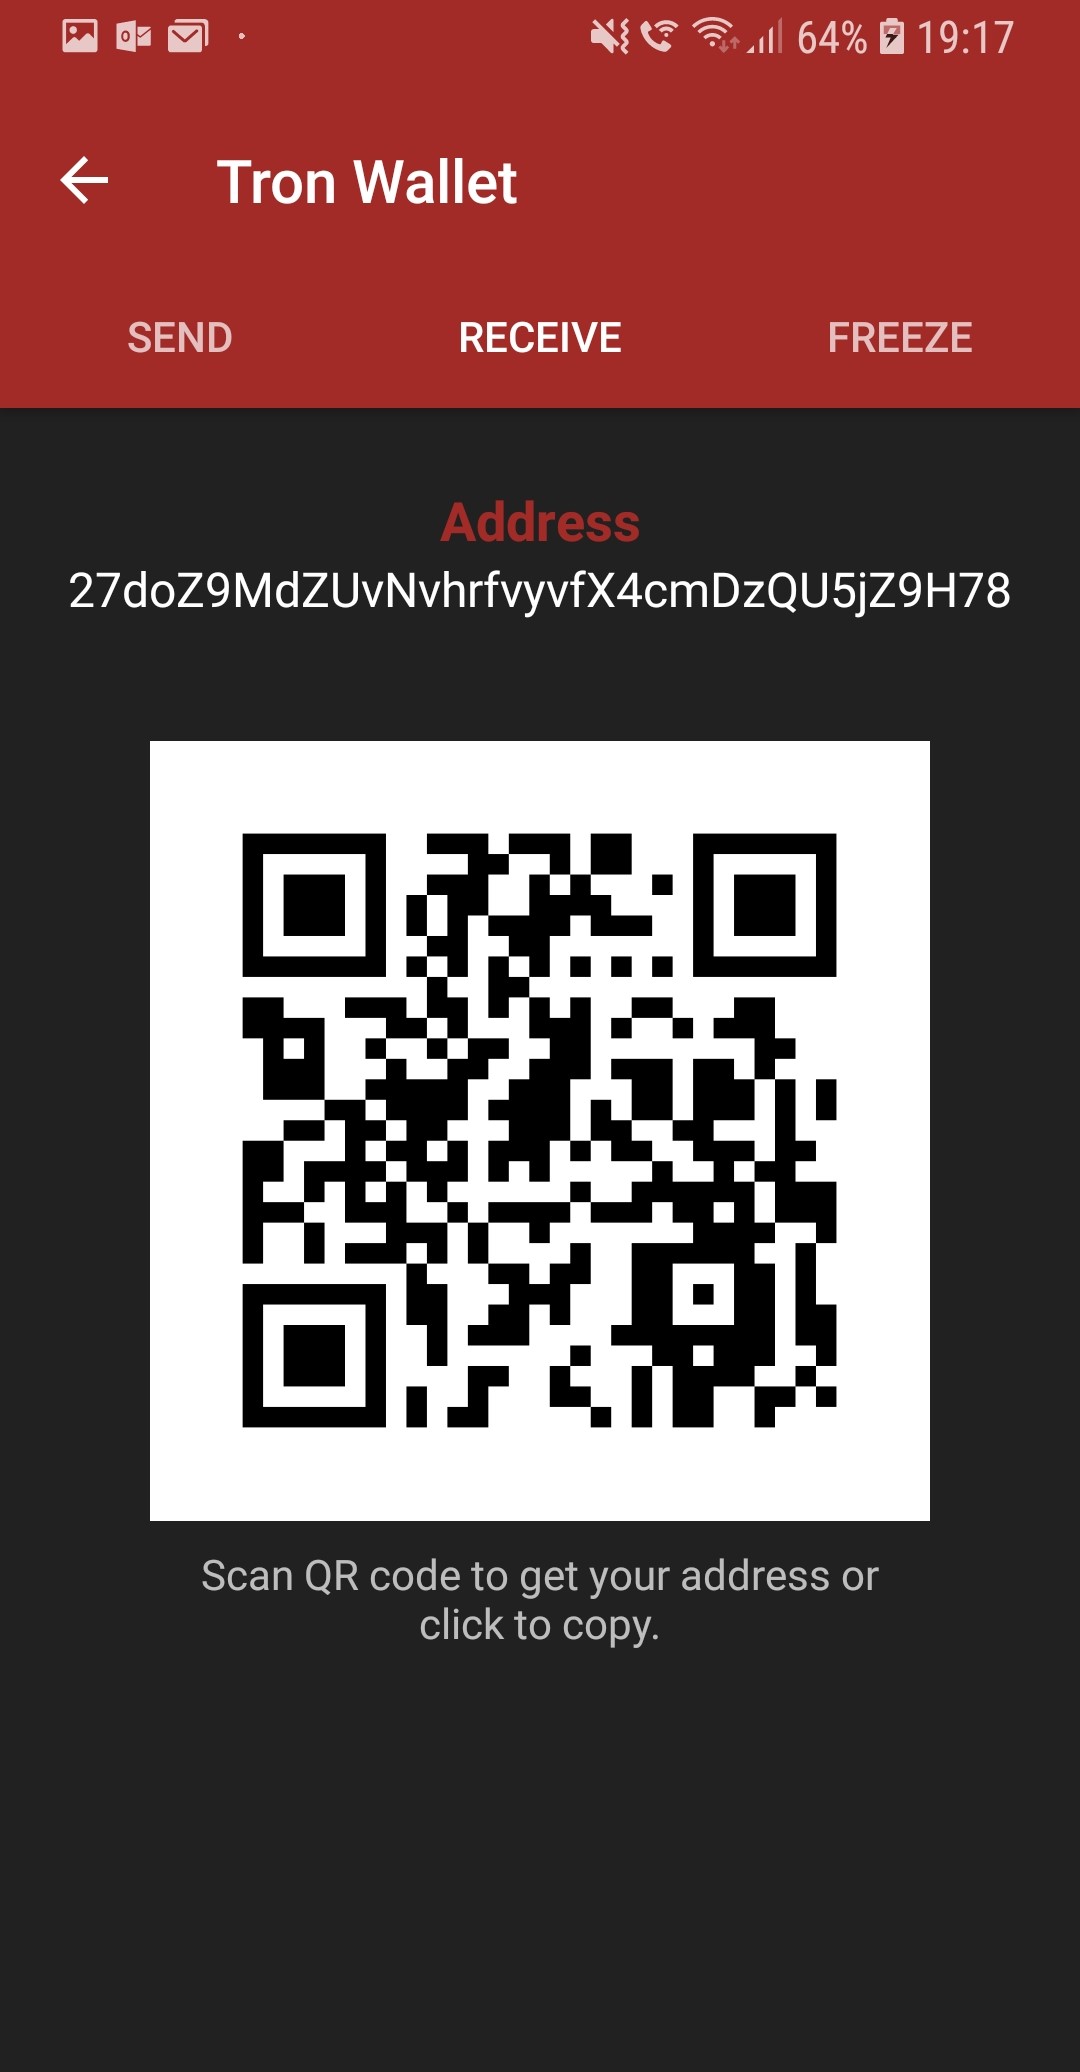 64% 19:17
Tron Wallet
SEND RECEIVE FREEZE
Address
27doZ9MdZUvNvhrfvyvfX4cmDzQU5jZ9H78
Scan QR code to get your address or
click to copy.